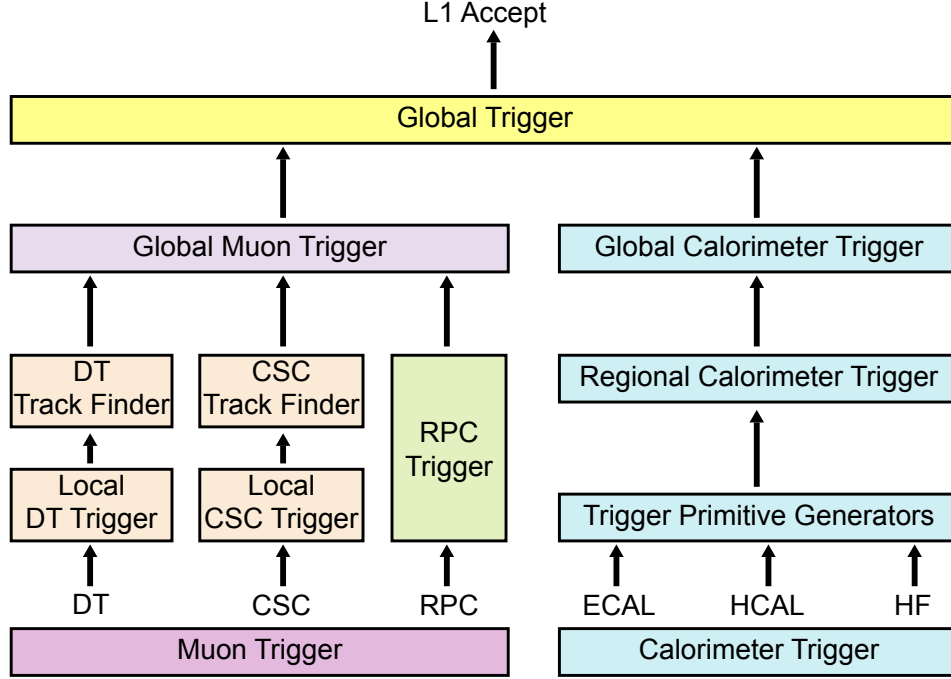 L1 Accept
Global Trigger
Global Muon Trigger
Global Calorimeter Trigger
DT
Track Finder
CSC
Track Finder
RPC
Trigger
Regional Calorimeter Trigger
Local
DT Trigger
Local
CSC Trigger
Trigger Primitive Generators
DT
CSC
RPC
ECAL
HCAL
HF
Muon Trigger
Calorimeter Trigger